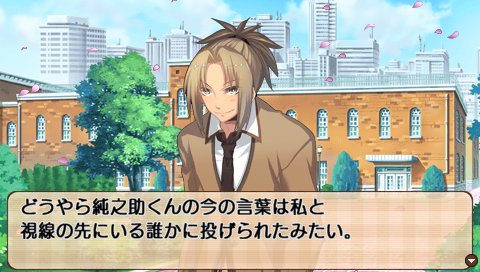 どうやら純之助くんの今の言葉は私と
視線の先にいる誰かに投げられたみたい。